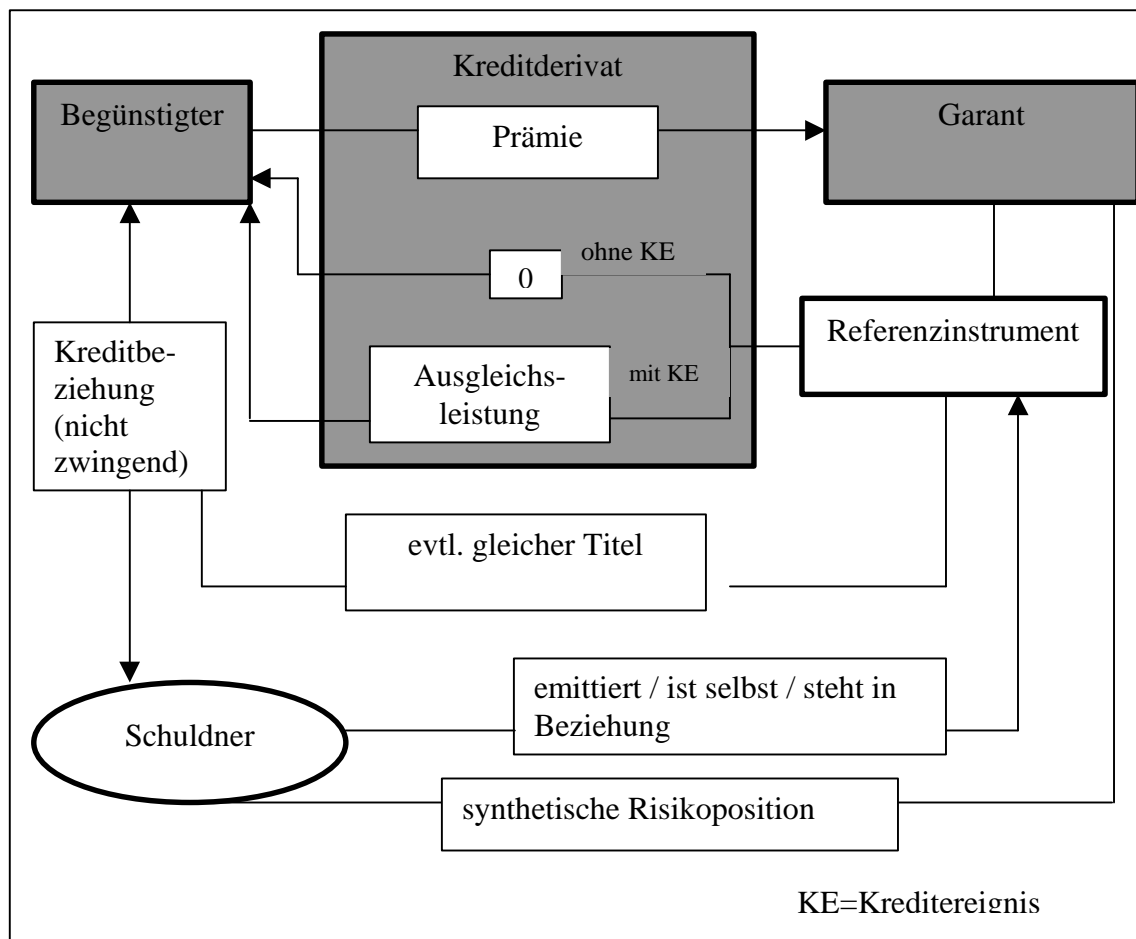 Kreditderivat
Begünstigter
Prämie
Garant
ohne KE
0
Referenzinstrument
Kreditbe-
ziehung
(nicht
zwingend)
Ausgleichs-
leistung
mit KE
evtl. gleicher Titel
emittiert / ist selbst / steht in
Beziehung
Schuldner
synthetische Risikoposition
KE=Kreditereignis